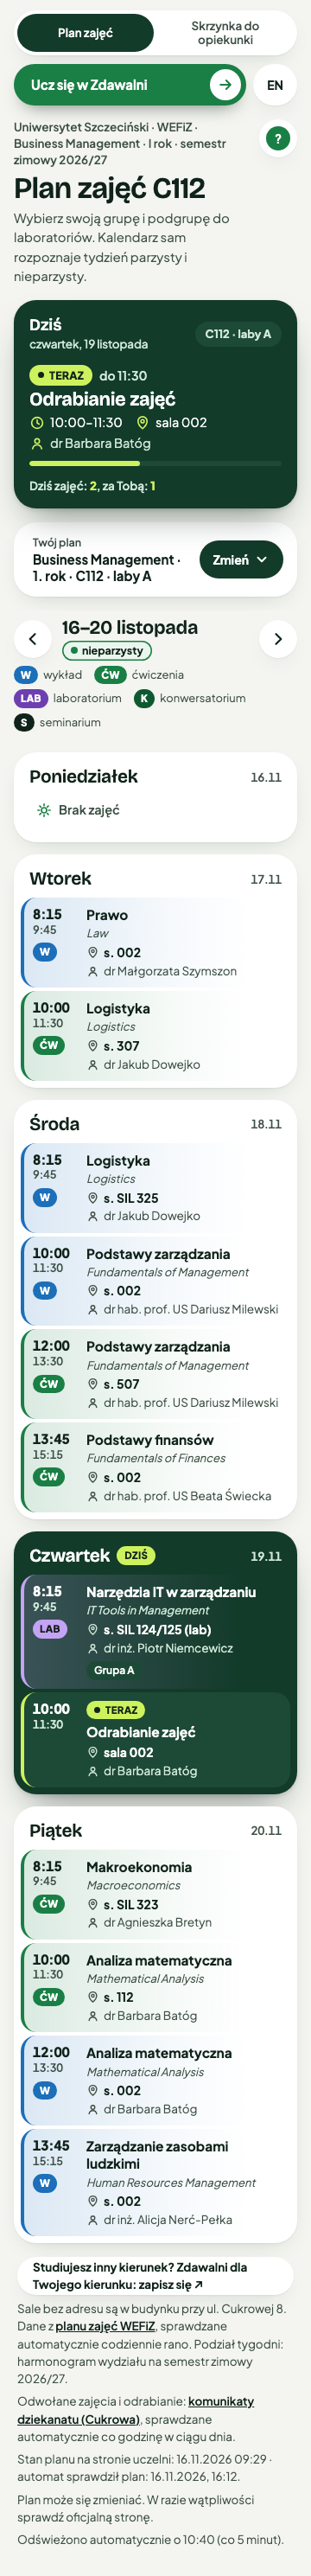 Plan zajęć
Skrzynka do
opiekunki
Ucz się w Zdawalni
EN
Uniwersytet Szczeciński · WEFiZ ·
Business Management · I rok · semestr
zimowy 2026/27
?
Plan zajęć C112
Wybierz swoją grupę i podgrupę do
laboratoriów. Kalendarz sam
rozpoznaje tydzień parzysty i
nieparzysty.
Dziś
czwartek, 19 listopada
C112 · laby A
TERAZ do 11:30
Odrabianie zajęć
10:00–11:30 sala 002
dr Barbara Batóg
Dziś zajęć: 2, za Tobą: 1
Twój plan
Business Management ·
1. rok · C112 · laby A
Zmień
16–20 listopada
nieparzysty
W wykład ĆW ćwiczenia
LAB laboratorium K konwersatorium
S seminarium
Poniedziałek 16.11
Brak zajęć
Wtorek 17.11
8:15 Prawo
9:45 Law
W s. 002
dr Małgorzata Szymszon
10:00 Logistyka
11:30 Logistics
ĆW s. 307
dr Jakub Dowejko
Środa 18.11
8:15 Logistyka
9:45 Logistics
W s. SIL 325
dr Jakub Dowejko
10:00 Podstawy zarządzania
11:30 Fundamentals of Management
W s. 002
dr hab. prof. US Dariusz Milewski
12:00 Podstawy zarządzania
13:30 Fundamentals of Management
ĆW s. 507
dr hab. prof. US Dariusz Milewski
13:45 Podstawy finansów
15:15 Fundamentals of Finances
ĆW s. 002
dr hab. prof. US Beata Świecka
Czwartek DZIŚ 19.11
8:15 Narzędzia IT w zarządzaniu
9:45 IT Tools in Management
LAB s. SIL 124/125 (lab)
dr inż. Piotr Niemcewicz
Grupa A
10:00 TERAZ
11:30 Odrabianie zajęć
sala 002
dr Barbara Batóg
Piątek 20.11
8:15 Makroekonomia
9:45 Macroeconomics
ĆW s. SIL 323
dr Agnieszka Bretyn
10:00 Analiza matematyczna
11:30 Mathematical Analysis
ĆW s. 112
dr Barbara Batóg
12:00 Analiza matematyczna
13:30 Mathematical Analysis
W s. 002
dr Barbara Batóg
13:45 Zarządzanie zasobami
15:15 ludzkimi
Human Resources Management
W s. 002
dr inż. Alicja Nerć-Pełka
Studiujesz inny kierunek? Zdawalni dla
Twojego kierunku: zapisz się ↗
Sale bez adresu są w budynku przy ul. Cukrowej 8.
Dane z planu zajęć WEFiZ, sprawdzane
automatycznie codziennie rano. Podział tygodni:
harmonogram wydziału na semestr zimowy
2026/27.
Odwołane zajęcia i odrabianie: komunikaty
dziekanatu (Cukrowa), sprawdzane
automatycznie co godzinę w ciągu dnia.
Stan planu na stronie uczelni: 16.11.2026 09:29 ·
automat sprawdził plan: 16.11.2026, 16:12.
Plan może się zmieniać. W razie wątpliwości
sprawdź oficjalną stronę.
Odświeżono automatycznie o 10:40 (co 5 minut).